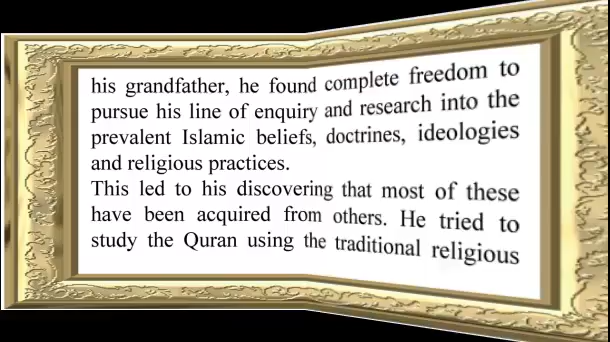 his grandfather, he found complete freedom to
pursue his line of enquiry and research into the
prevalent Islamic beliefs, doctrines, ideologies
and religious practices.
This led to his discovering that most of these
have been acquired from others. He tried to
study the Quran using the traditional religious